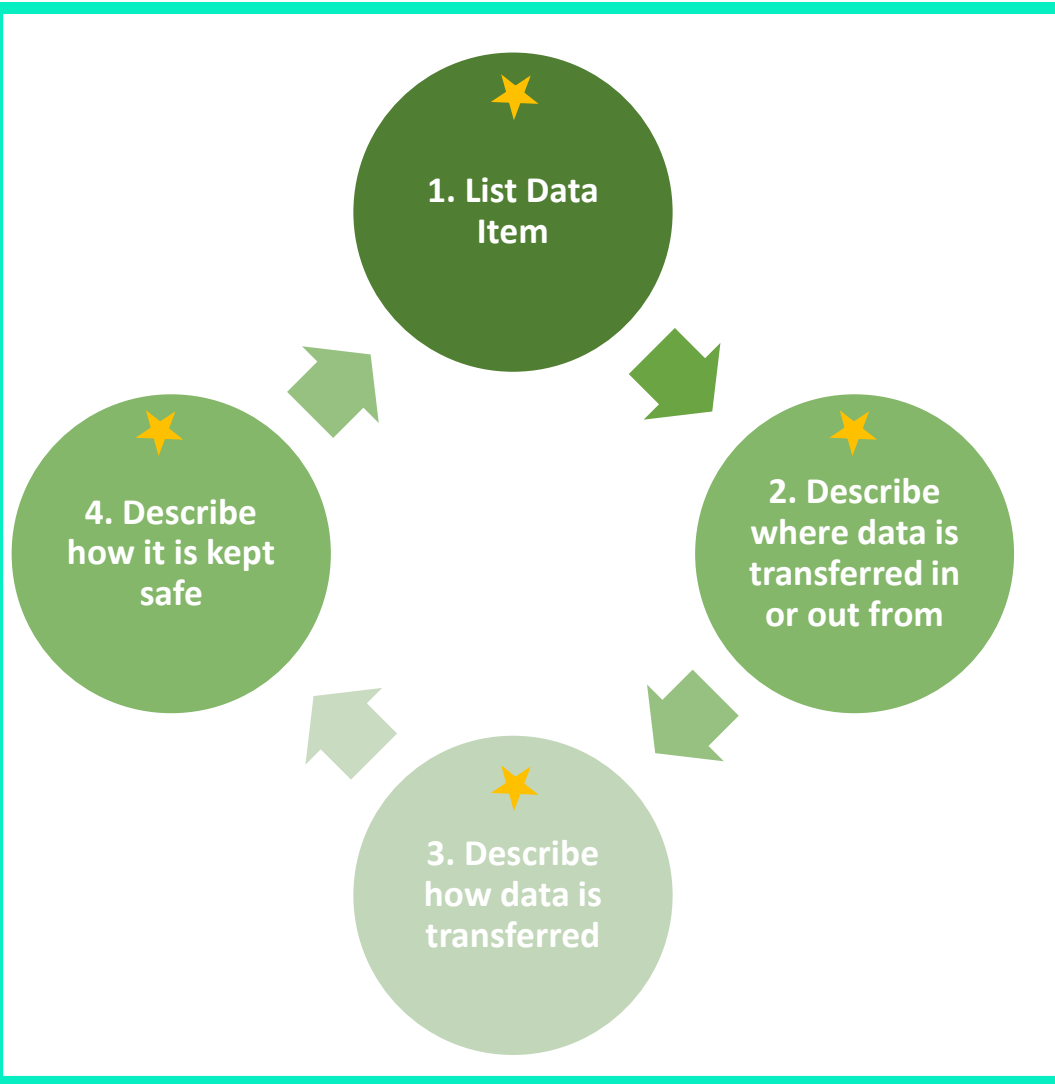 1. List Data
Item
2. Describe
where data is
transferred in
or out from
3. Describe
how data is
transferred
4. Describe
how it is kept
safe